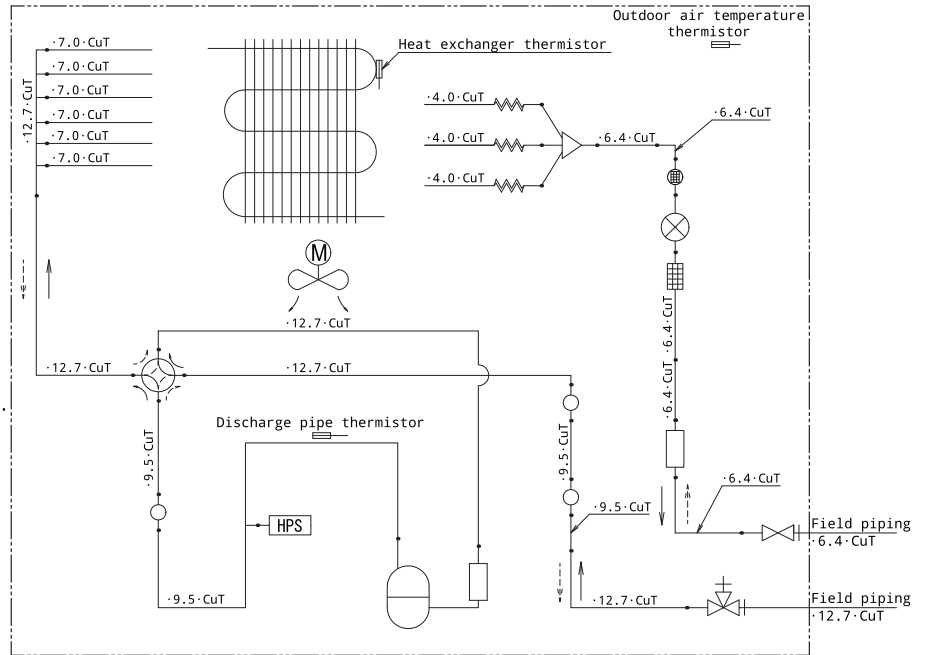 Outdoor air temperature
thermistor
·7.0·CuT
·7.0·CuT
·7.0·CuT
·7.0·CuT
·7.0·CuT
·7.0·CuT
·12.7·CuT
Heat exchanger thermistor
·4.0·CuT
·4.0·CuT
·4.0·CuT
·6.4·CuT
·6.4·CuT
M
·12.7·CuT
·12.7·CuT
·12.7·CuT
·6.4·CuT
·6.4·CuT
Discharge pipe thermistor
·9.5·CuT
·9.5·CuT
·6.4·CuT
·9.5·CuT
HPS
Field piping
·6.4·CuT
·9.5·CuT
·12.7·CuT
Field piping
·12.7·CuT